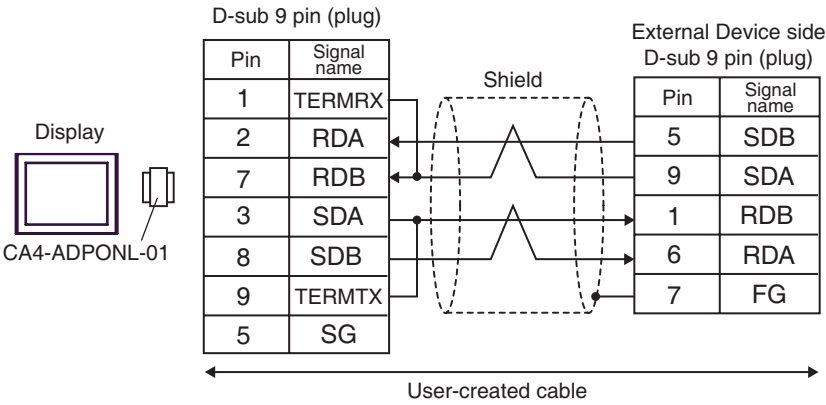 D-sub 9 pin (plug)
Pin Signal name
1 TERMRX
2 RDA
7 RDB
3 SDA
8 SDB
9 TERMTX
5 SG
Display
CA4-ADPONL-01
Shield
External Device side
D-sub 9 pin (plug)
Pin Signal name
5 SDB
9 SDA
1 RDB
6 RDA
7 FG
User-created cable